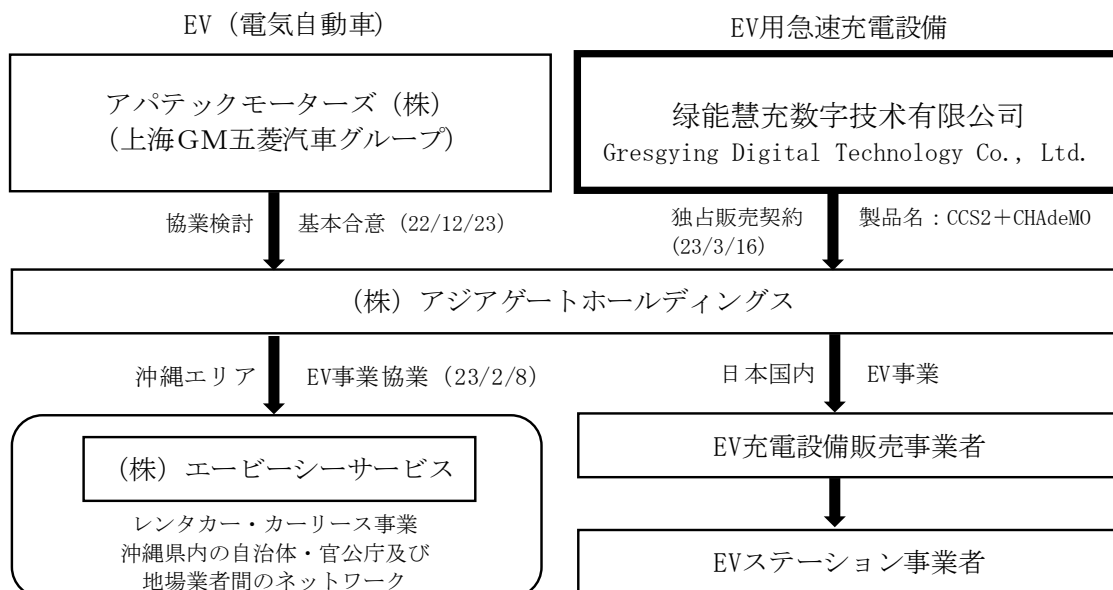 EV（電気自動車）
EV用急速充電設備
アパテックモーターズ（株）
（上海ＧＭ五菱汽車グループ）
绿能慧充数字技术有限公司
Gresgying Digital Technology Co., Ltd.
協業検討
基本合意（22/12/23）
独占販売契約
(23/3/16)
製品名：CCS2＋CHAdeMO
（株）アジアゲートホールディングス
沖縄エリア
EV事業協業（23/2/8）
日本国内
EV事業
（株）エービーシーサービス
レンタカー・カーリース事業
沖縄県内の自治体・官公庁及び
地場業者間のネットワーク
EV充電設備販売事業者
EVステーション事業者